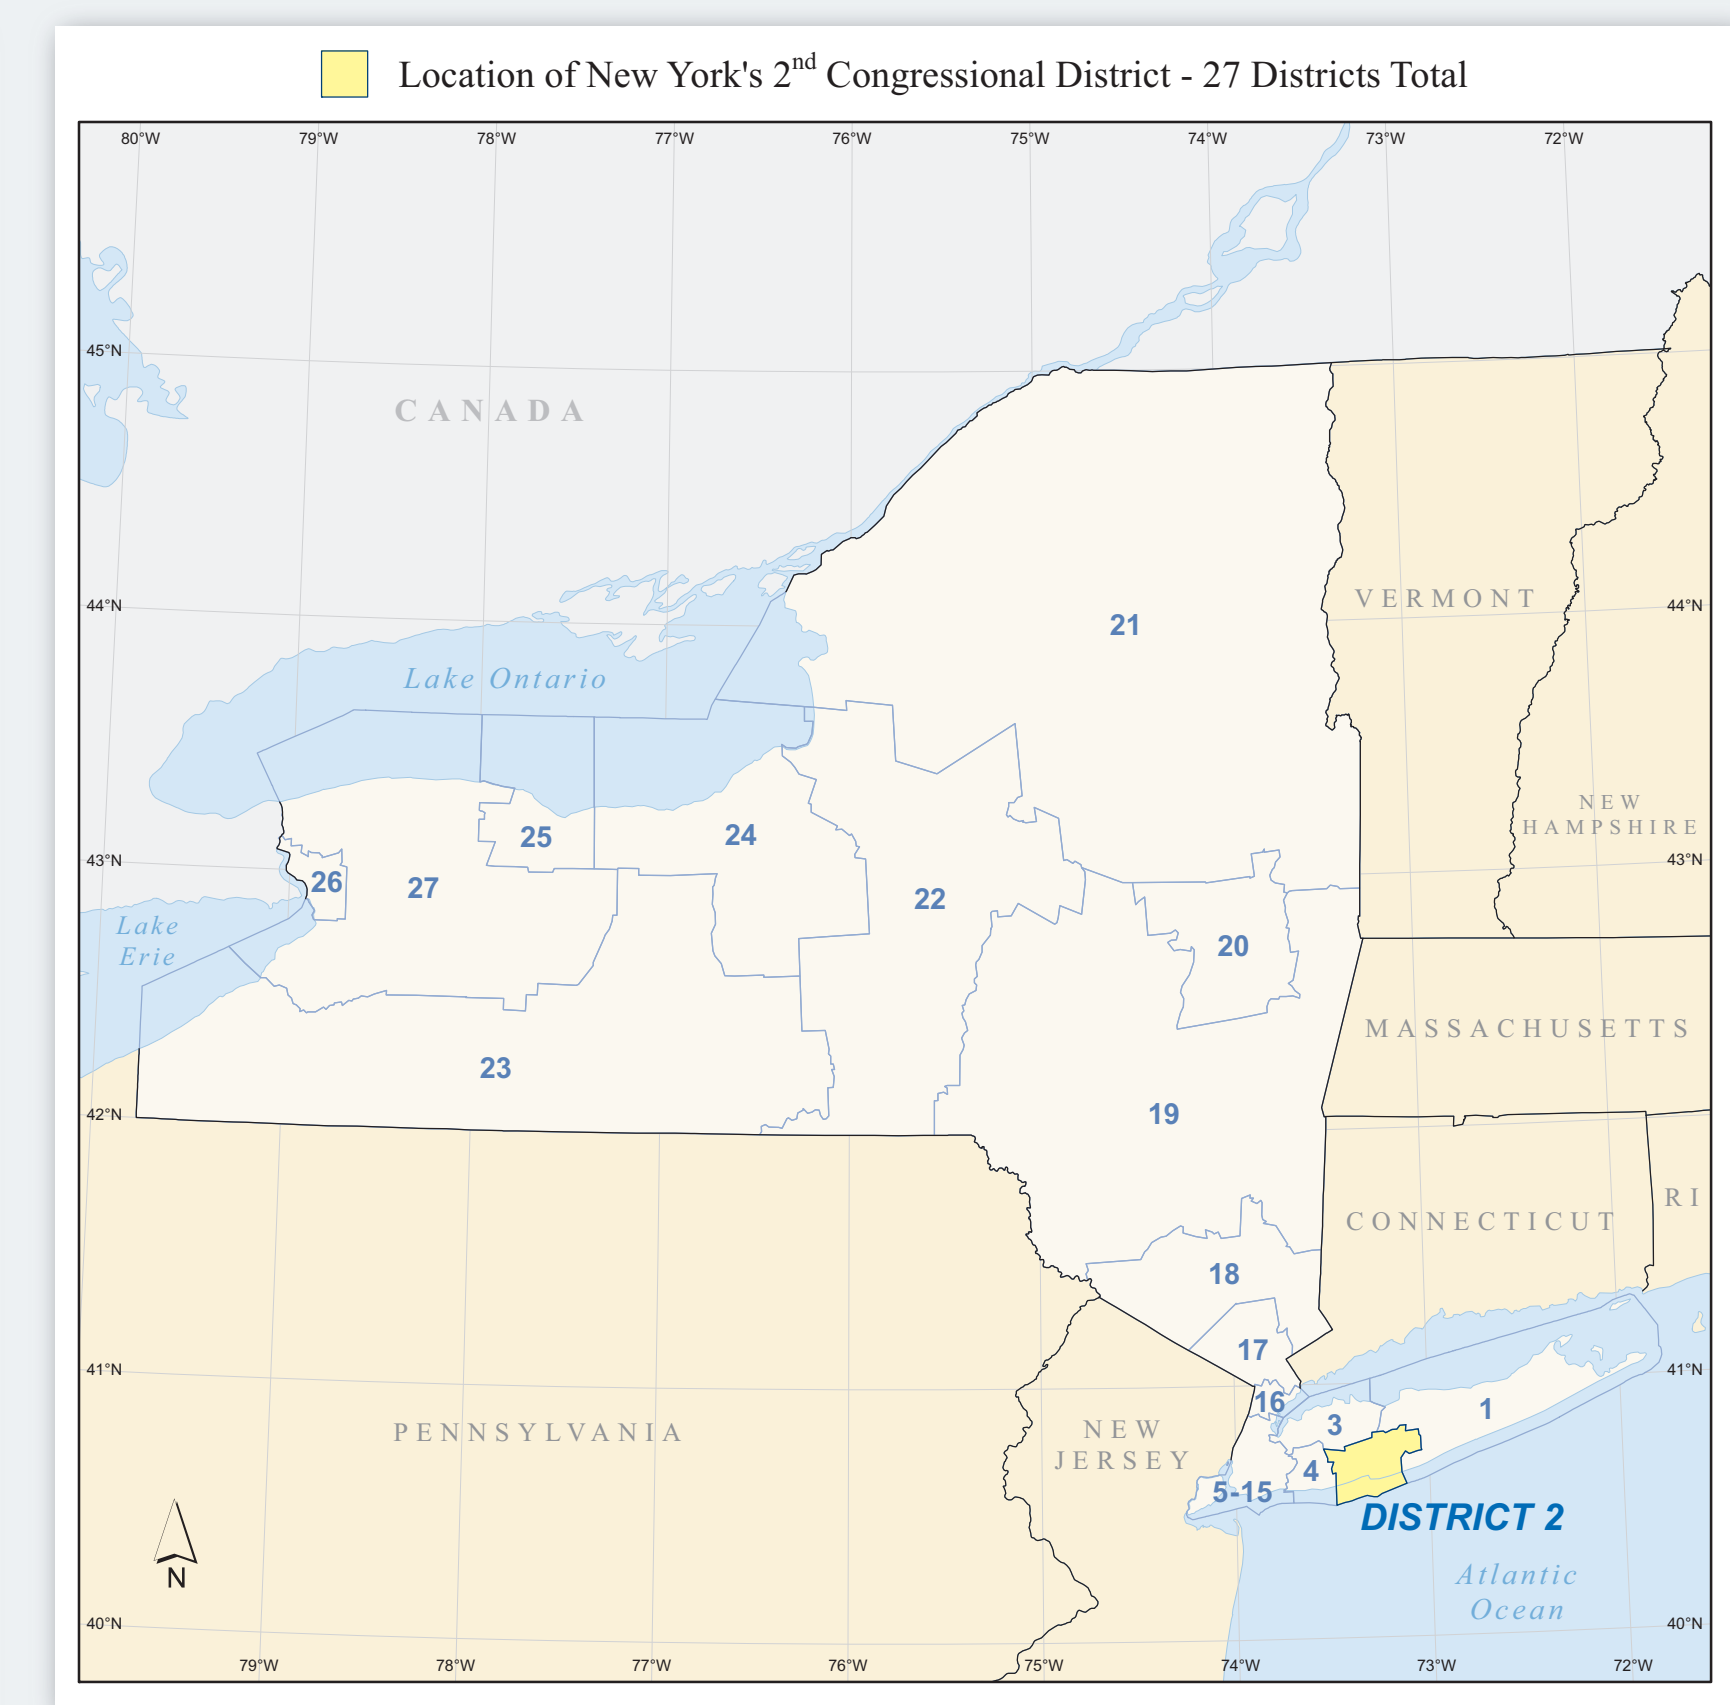 Location of New York's 2nd Congressional District - 27 Districts Total
80°W 79°W 78°W 77°W 76°W 75°W 74°W 73°W 72°W
45°N
CANADA
44°N
VERMONT
44°N
21
Lake Ontario
NEW
HAMPSHIRE
25
24
43°N
43°N
26
27
22
Lake
Erie
20
MASSACHUSETTS
23
42°N
19
RI
CONNECTICUT
18
17
41°N
41°N
16
1
3
PENNSYLVANIA
NEW
JERSEY
4
5-15
DISTRICT 2
N
Atlantic
Ocean
40°N
40°N
79°W 78°W 77°W 76°W 75°W 74°W 73°W 72°W